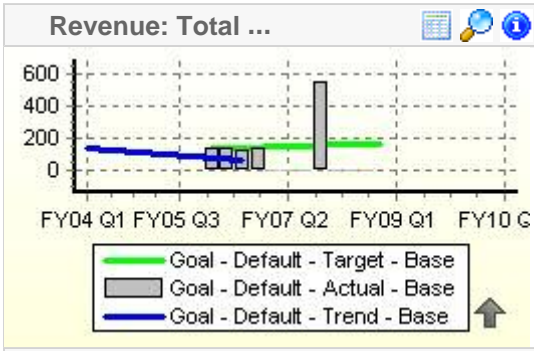 Revenue: Total ...
600
400
200
0
FY04 Q1 FY05 Q3 FY07 Q2 FY09 Q1 FY10 Q
Goal - Default - Target - Base
Goal - Default - Actual - Base
Goal - Default - Trend - Base